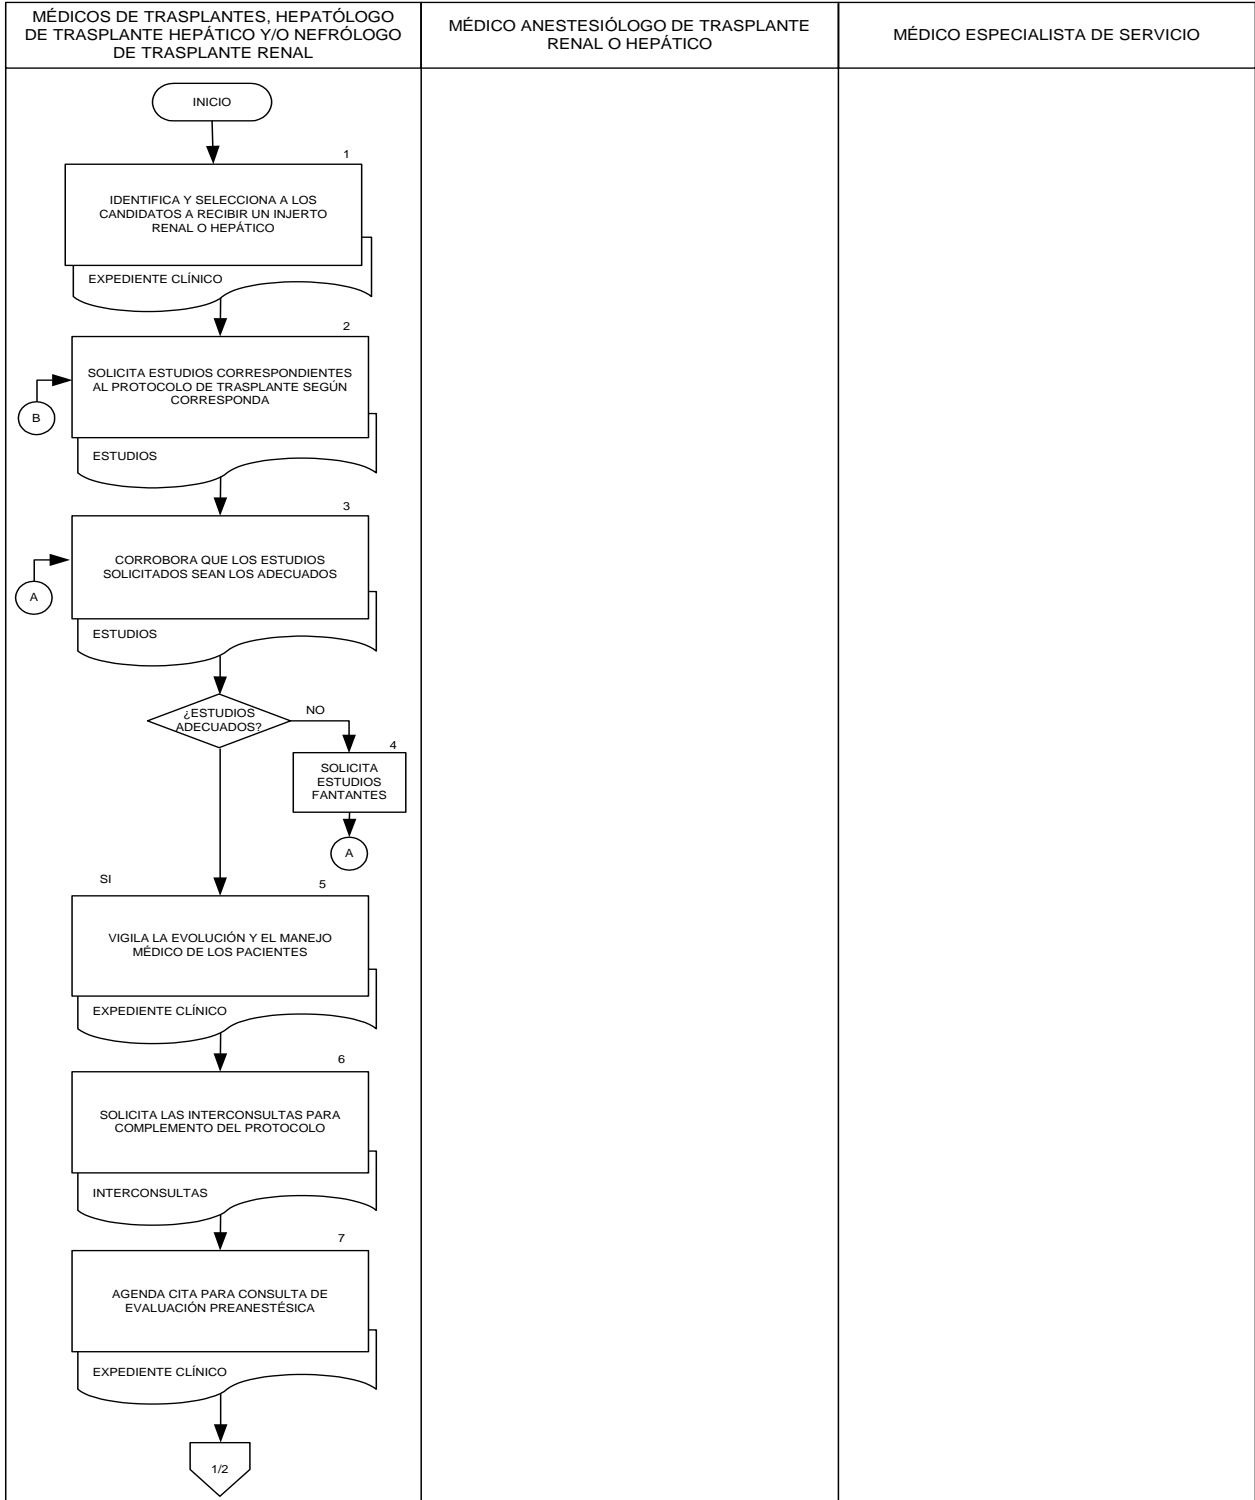 MÉDICOS DE TRASPLANTES, HEPATÓLOGO
DE TRASPLANTE HEPÁTICO Y/O NEFRÓLOGO
DE TRASPLANTE RENAL
MÉDICO ANESTESIÓLOGO DE TRASPLANTE
RENAL O HEPÁTICO
MÉDICO ESPECIALISTA DE SERVICIO
INICIO
1
IDENTIFICA Y SELECCIONA A LOS
CANDIDATOS A RECIBIR UN INJERTO
RENAL O HEPÁTICO
EXPEDIENTE CLÍNICO
2
SOLICITA ESTUDIOS CORRESPONDIENTES
AL PROTOCOLO DE TRASPLANTE SEGÚN
CORRESPONDA
B
ESTUDIOS
3
CORROBORA QUE LOS ESTUDIOS
SOLICITADOS SEAN LOS ADECUADOS
A
ESTUDIOS
¿ESTUDIOS
ADECUADOS?
NO
4
SOLICITA
ESTUDIOS
FANTANTES
A
SI
5
VIGILA LA EVOLUCIÓN Y EL MANEJO
MÉDICO DE LOS PACIENTES
EXPEDIENTE CLÍNICO
6
SOLICITA LAS INTERCONSULTAS PARA
COMPLEMENTO DEL PROTOCOLO
INTERCONSULTAS
7
AGENDA CITA PARA CONSULTA DE
EVALUACIÓN PREANESTÉSICA
EXPEDIENTE CLÍNICO
1/2